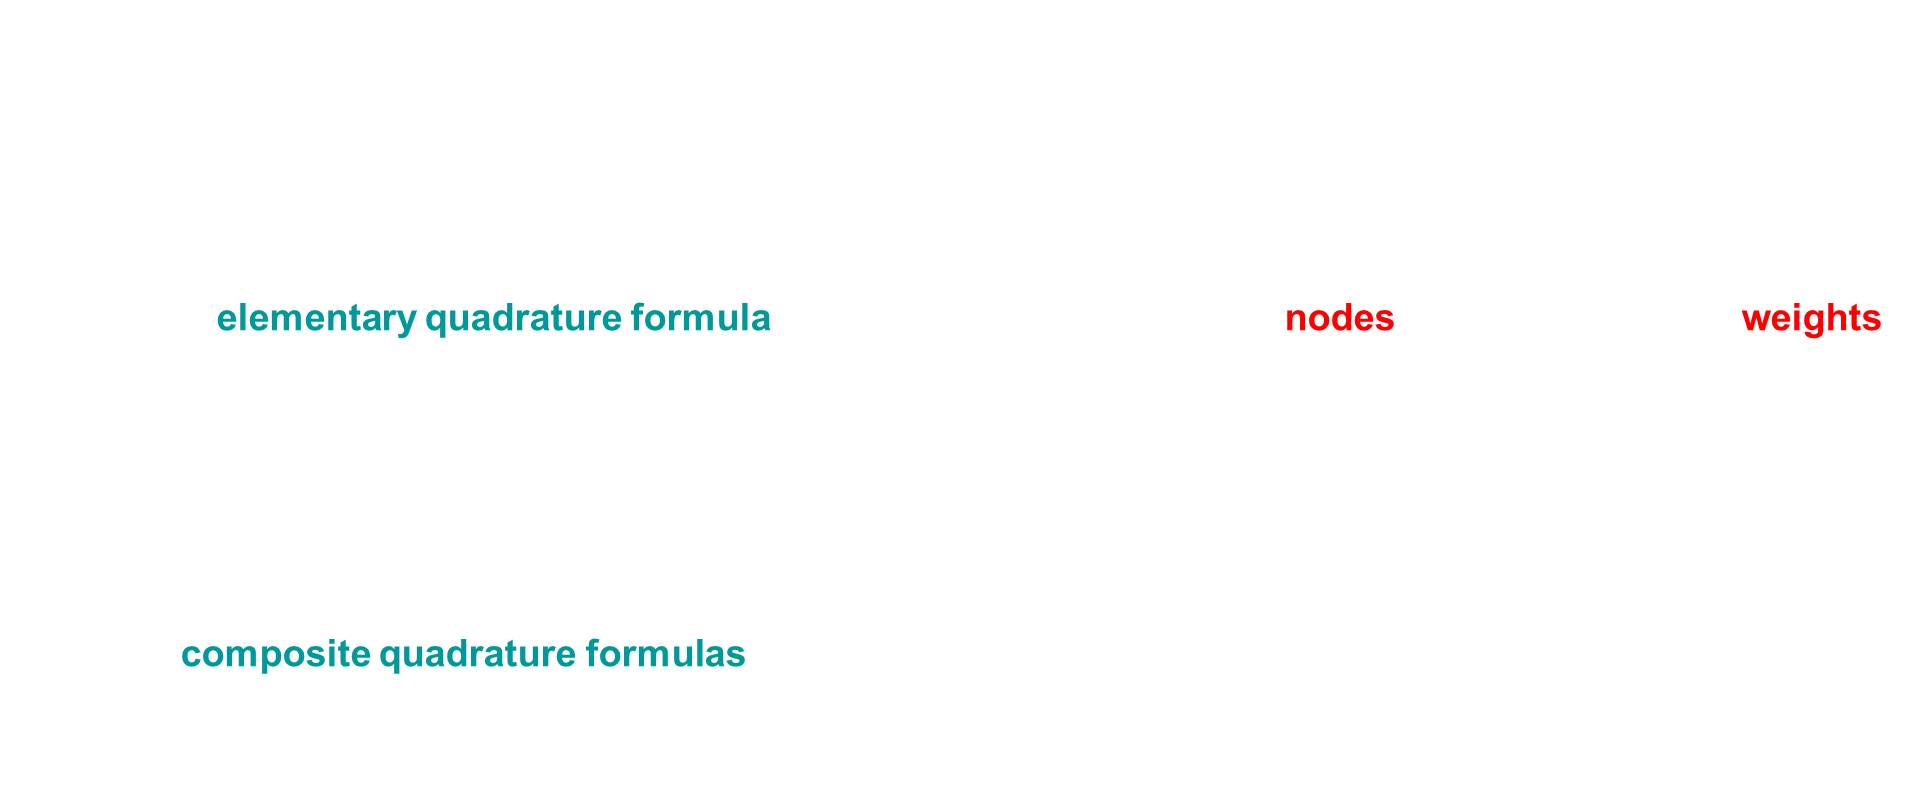 elementary quadrature formula nodes weights
composite quadrature formulas